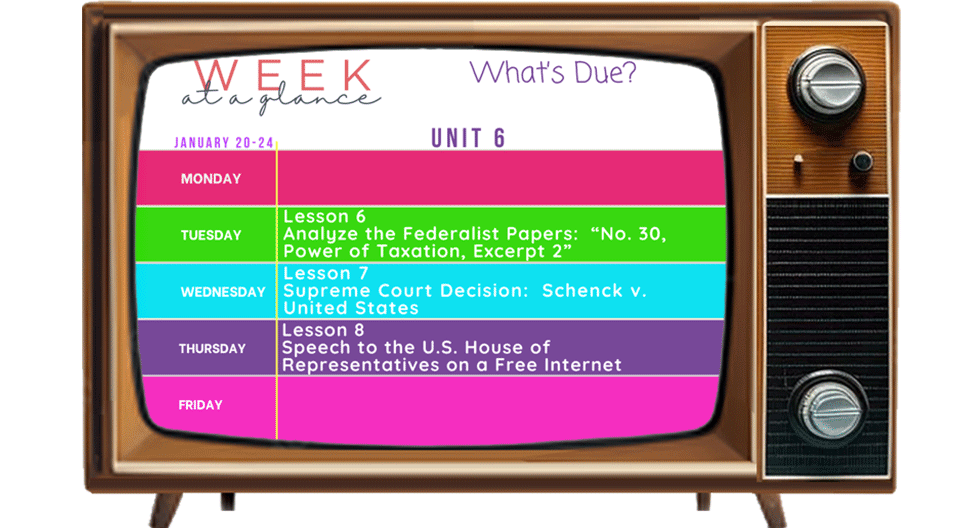 WEEK
at a glance
What's Due?
JANUARY 20-24
UNIT 6
MONDAY
TUESDAY
Lesson 6
Analyze the Federalist Papers:  “No. 30,
Power of Taxation, Excerpt 2”
WEDNESDAY
Lesson 7
Supreme Court Decision:  Schenck v.
United States
THURSDAY
Lesson 8
Speech to the U.S. House of
Representatives on a Free Internet
FRIDAY